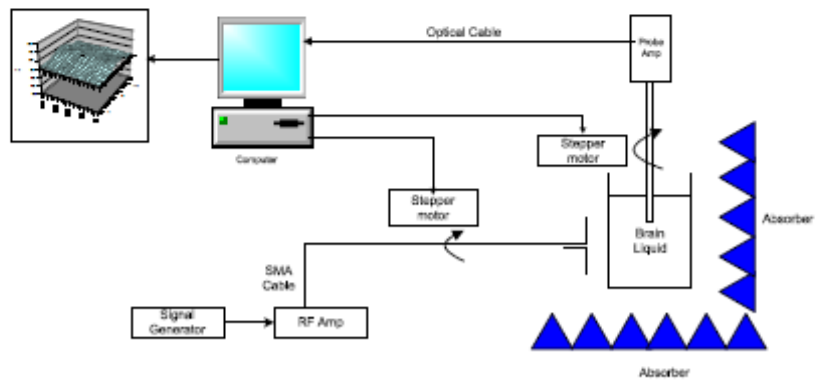 Optical Cable
Probe
Amp
Computer
Stepper
motor
Stepper
motor
Brain
Liquid
Absorber
SMA
Cable
Signal
Generator
RF Amp
Absorber